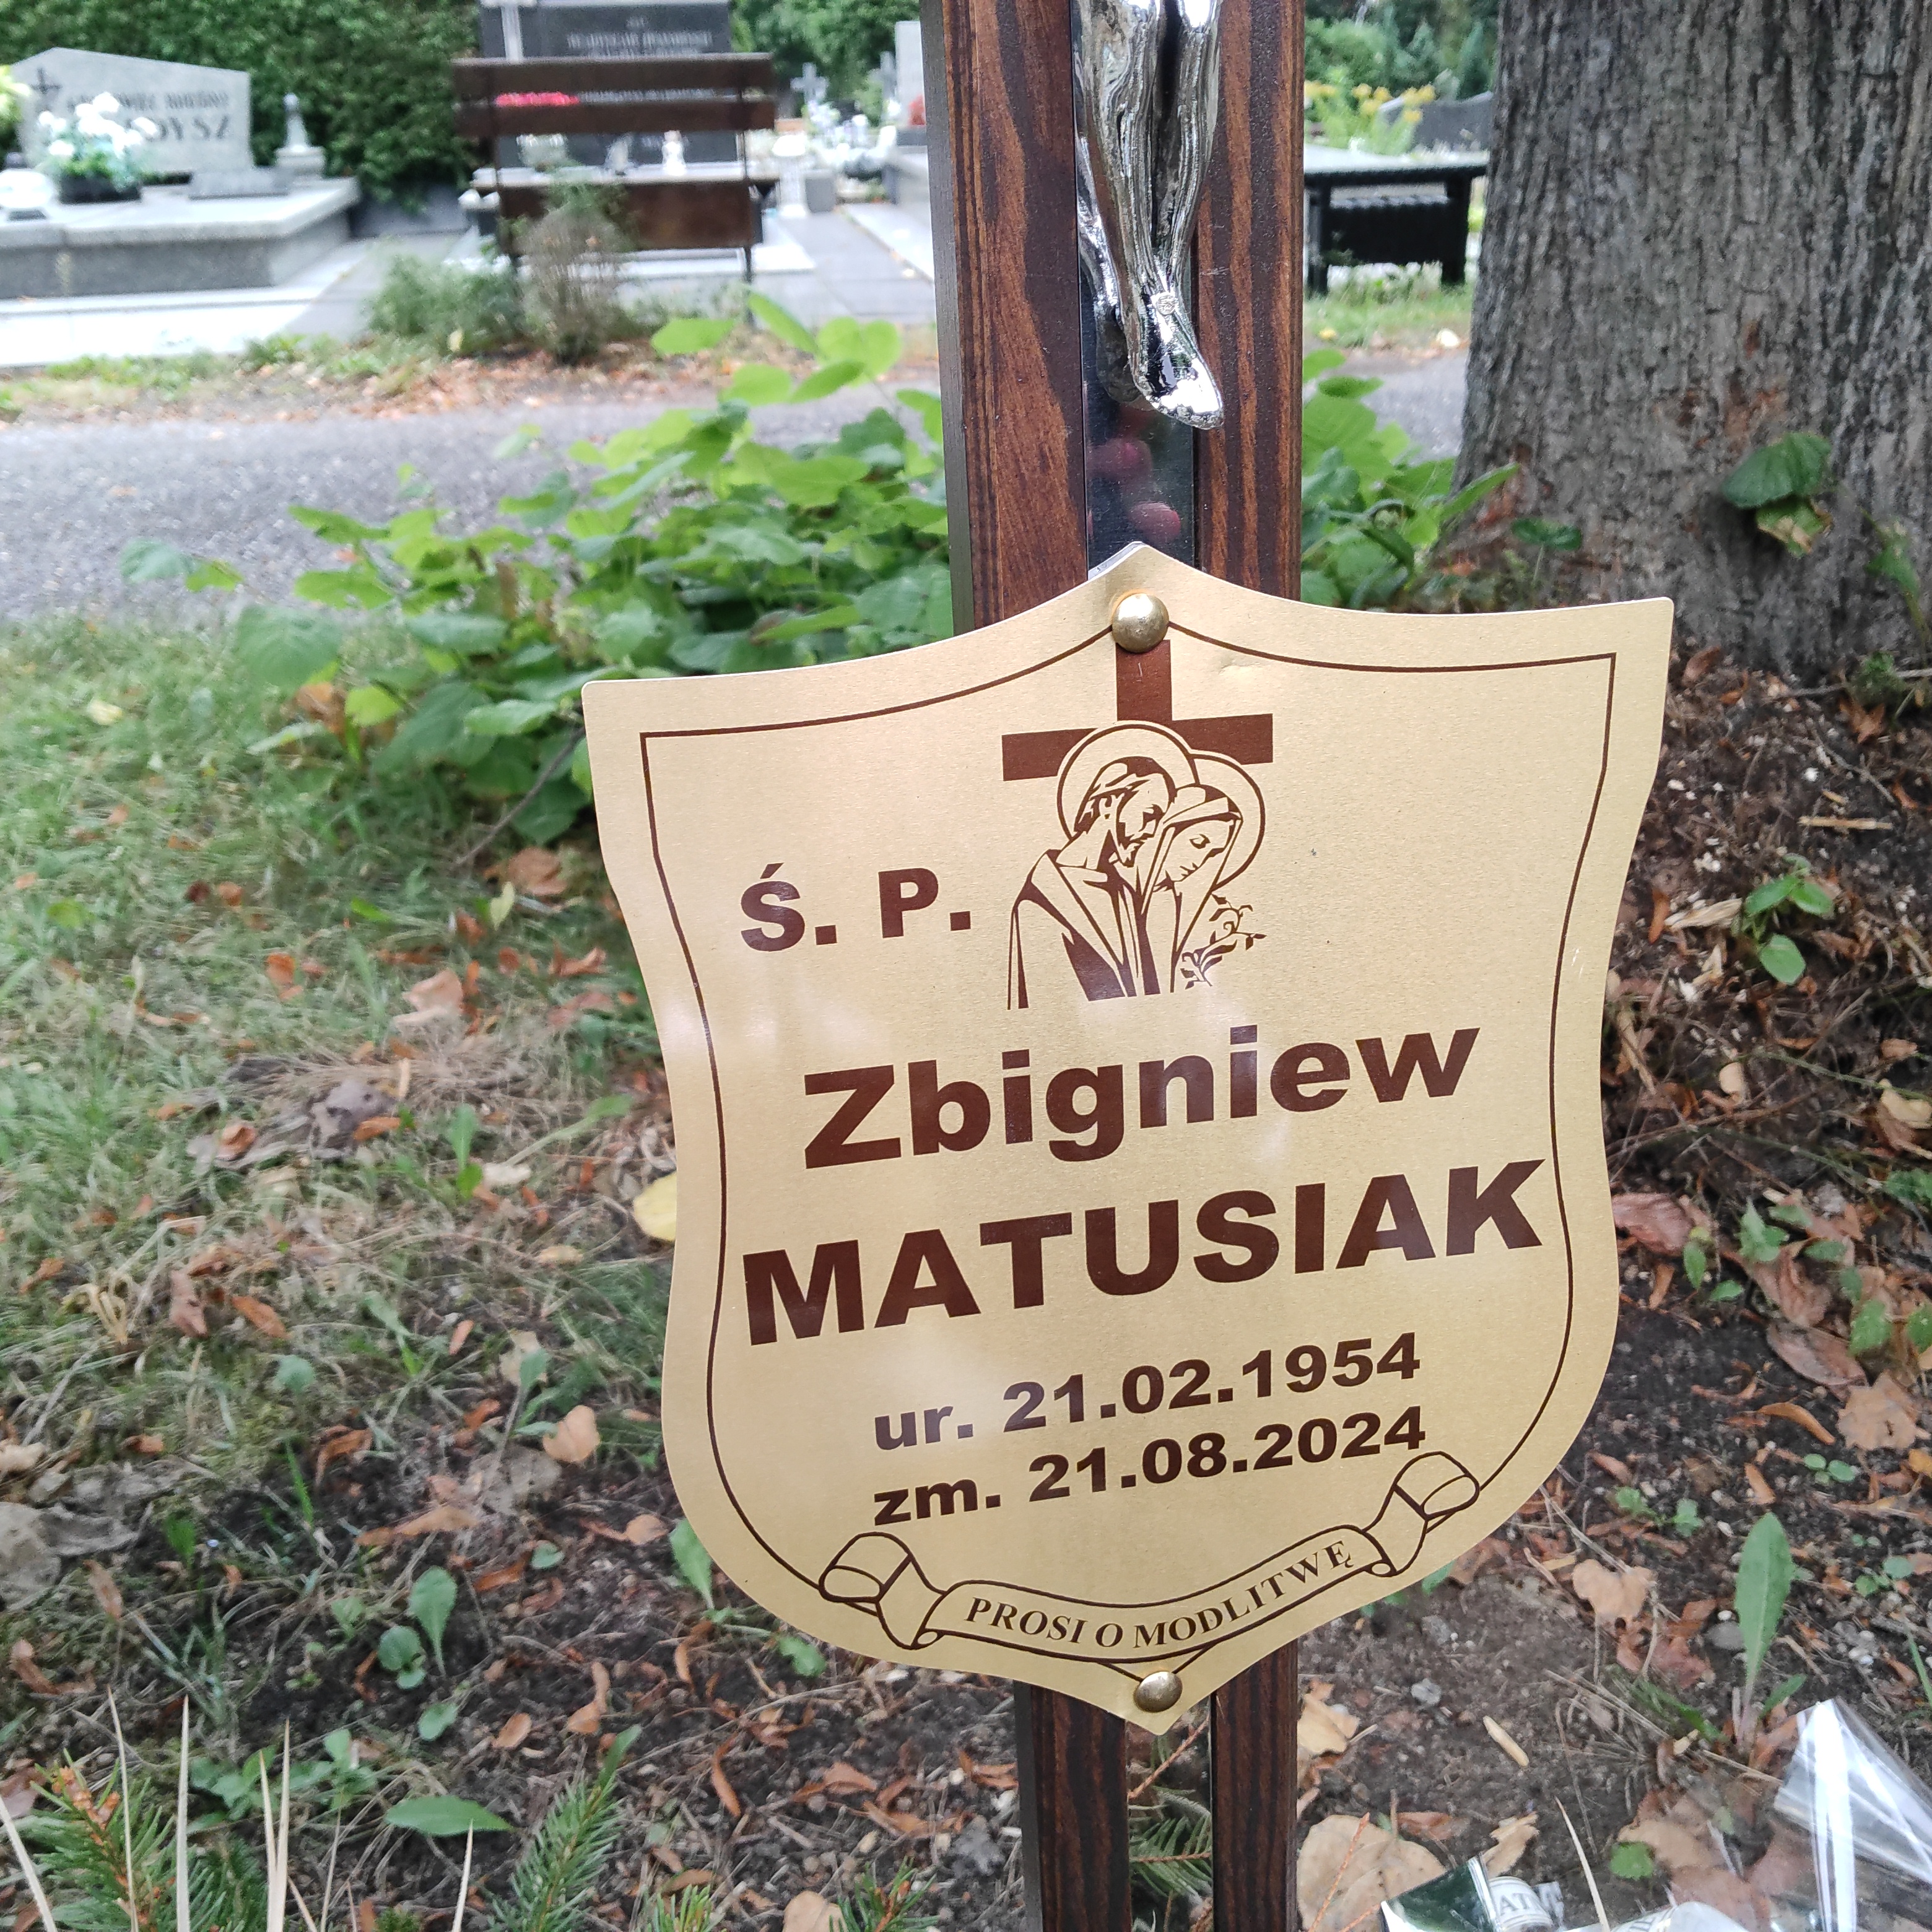 Ś. P.
Zbigniew
MATUSIAK
ur. 21.02.1954
zm. 21.08.2024
PROSI O MODLITWĘ